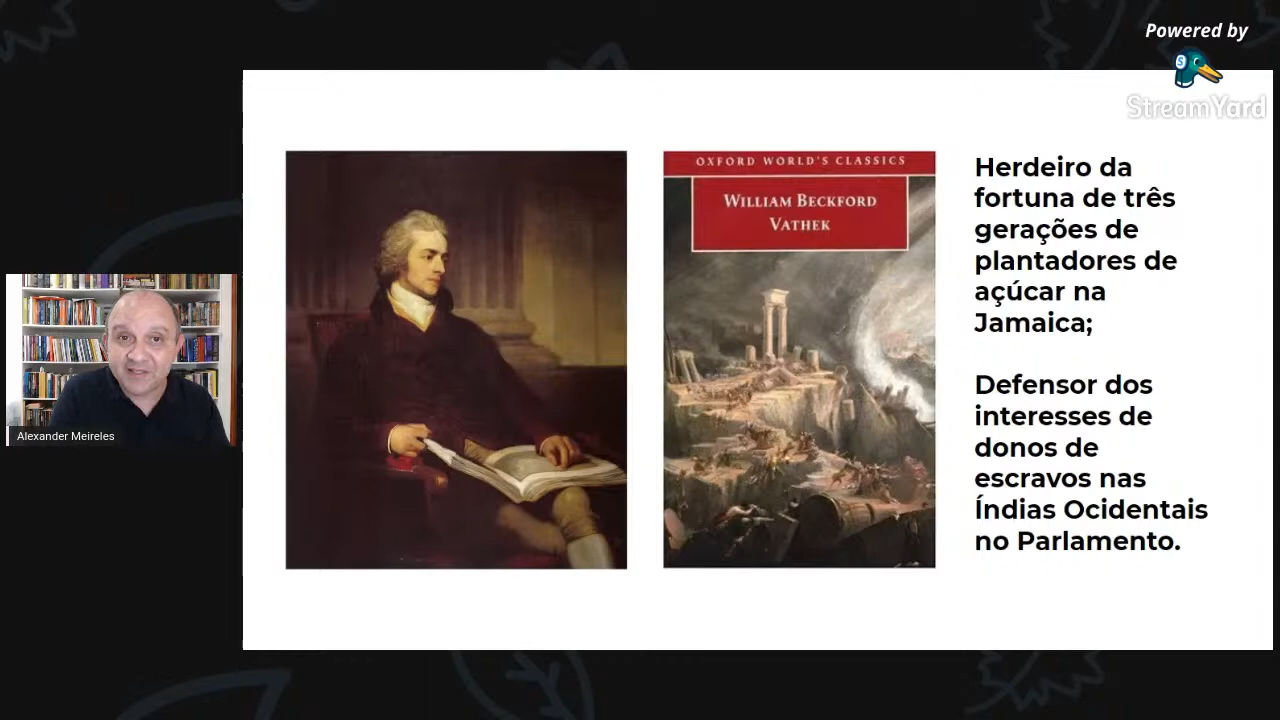 Powered by
StreamYard
OXFORD WORLD'S CLASSICS
WILLIAM BECKFORD
VATHEK
Herdeiro da
fortuna de três
gerações de
plantadores de
açúcar na
Jamaica;
Defensor dos
interesses de
donos de
escravos nas
Índias Ocidentais
no Parlamento.
Alexander Meireles